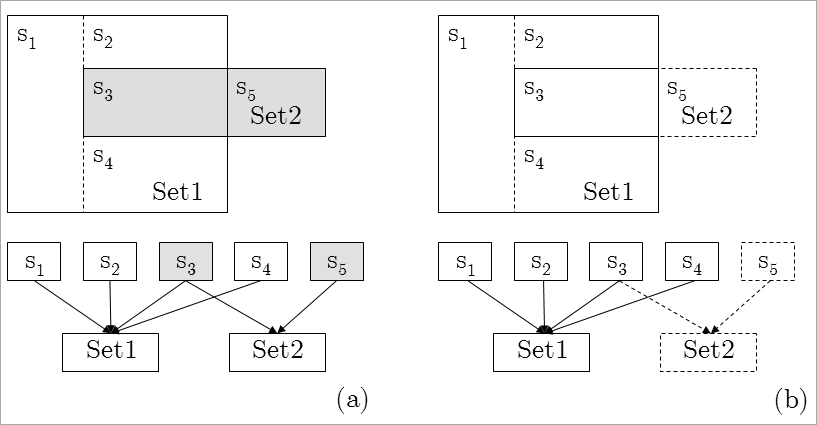 s1 s2
s3 s5
Set2
s4
Set1
s1 s2 s3 s4 s5
Set1 Set2
(a)
s1 s2
s3 s5
Set2
s4
Set1
s1 s2 s3 s4 s5
Set1 Set2
(b)